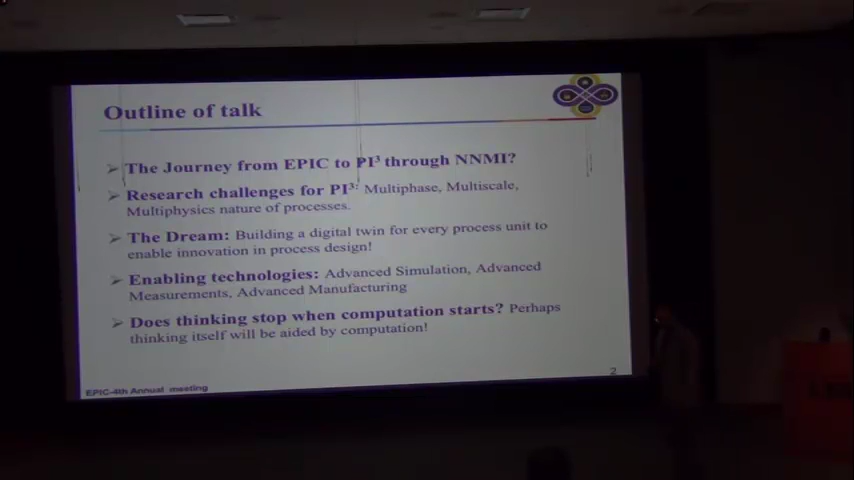 Outline of talk
The Journey from EPIC to PI³ through NNMI?
Research challenges for PI³: Multiphase, Multiscale,
Multiphysics nature of processes.
The Dream: Building a digital twin for every process unit to
enable innovation in process design!
Enabling technologies: Advanced Simulation, Advanced
Measurements, Advanced Manufacturing
Does thinking stop when computation starts? Perhaps
thinking itself will be aided by computation!
EPIC-4th Annual meeting
2